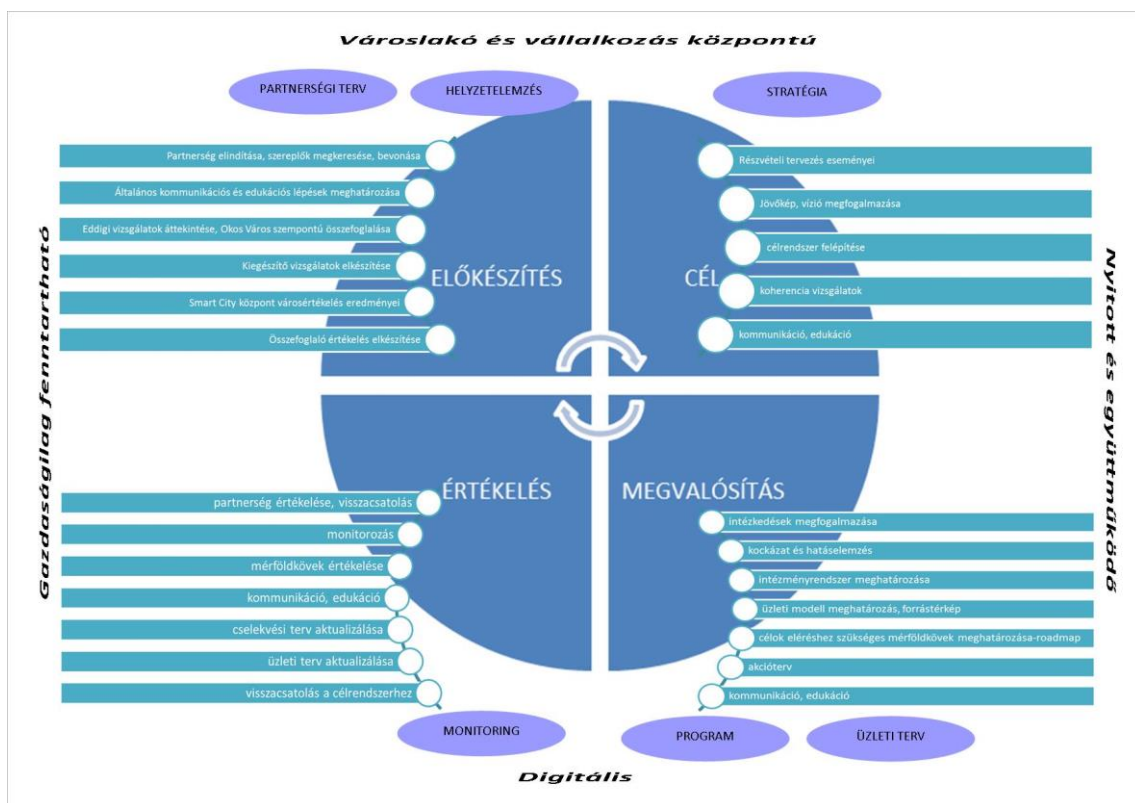 Városlakó és vállalkozás központú
PARTNERSÉGI TERV
HELYZETELEMZÉS
STRATÉGIA
Gazdaságilag fenntartható
Partnerség elindítása, szereplők megkeresése, bevonása
Általános kommunikációs és edukációs lépések meghatározása
Eddigi vizsgálatok áttekintése, Okos Város szempontú összefoglalása
Kiegészítő vizsgálatok elkészítése
Smart City központ városértékelés eredményei
Összefoglaló értékelés elkészítése
ELŐKÉSZÍTÉS
CÉL
Részvételi tervezés eseményei
Jövőkép, vízió megfogalmazása
célrendszer felépítése
koherencia vizsgálatok
kommunikáció, edukáció
Nyitott és együttműködő
ÉRTÉKELÉS
partnerség értékelése, visszacsatolás
monitorozás
mérföldkövek értékelése
kommunikáció, edukáció
cselekvési terv aktualizálása
üzleti terv aktualizálása
visszacsatolás a célrendszerhez
MEGVALÓSÍTÁS
intézkedések megfogalmazása
kockázat és hatáselemzés
intézményrendszer meghatározása
üzleti modell meghatározás, forrástérkép
célok eléréshez szükséges mérföldkövek meghatározása-roadmap
akcióterv
kommunikáció, edukáció
MONITORING
PROGRAM
ÜZLETI TERV
Digitális